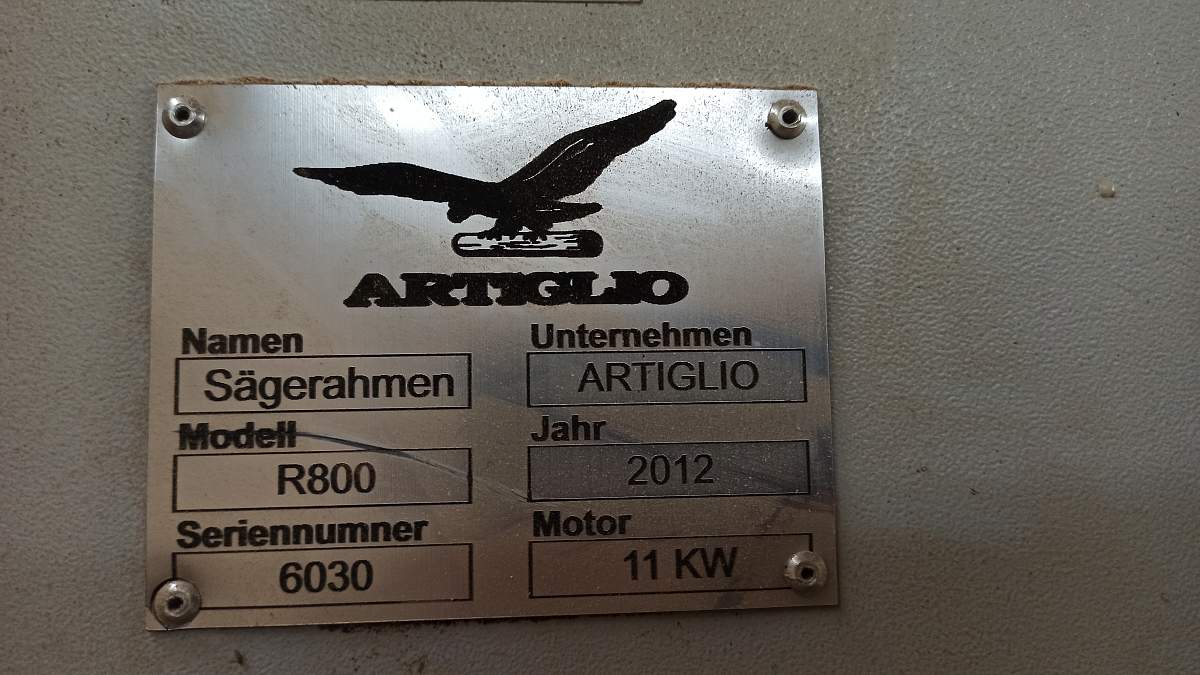 ARTIGLIO
Namen
Unternehmen
Sägerahmen
ARTIGLIO
Modell
Jahr
R800
2012
Seriennumner
Motor
6030
11 KW